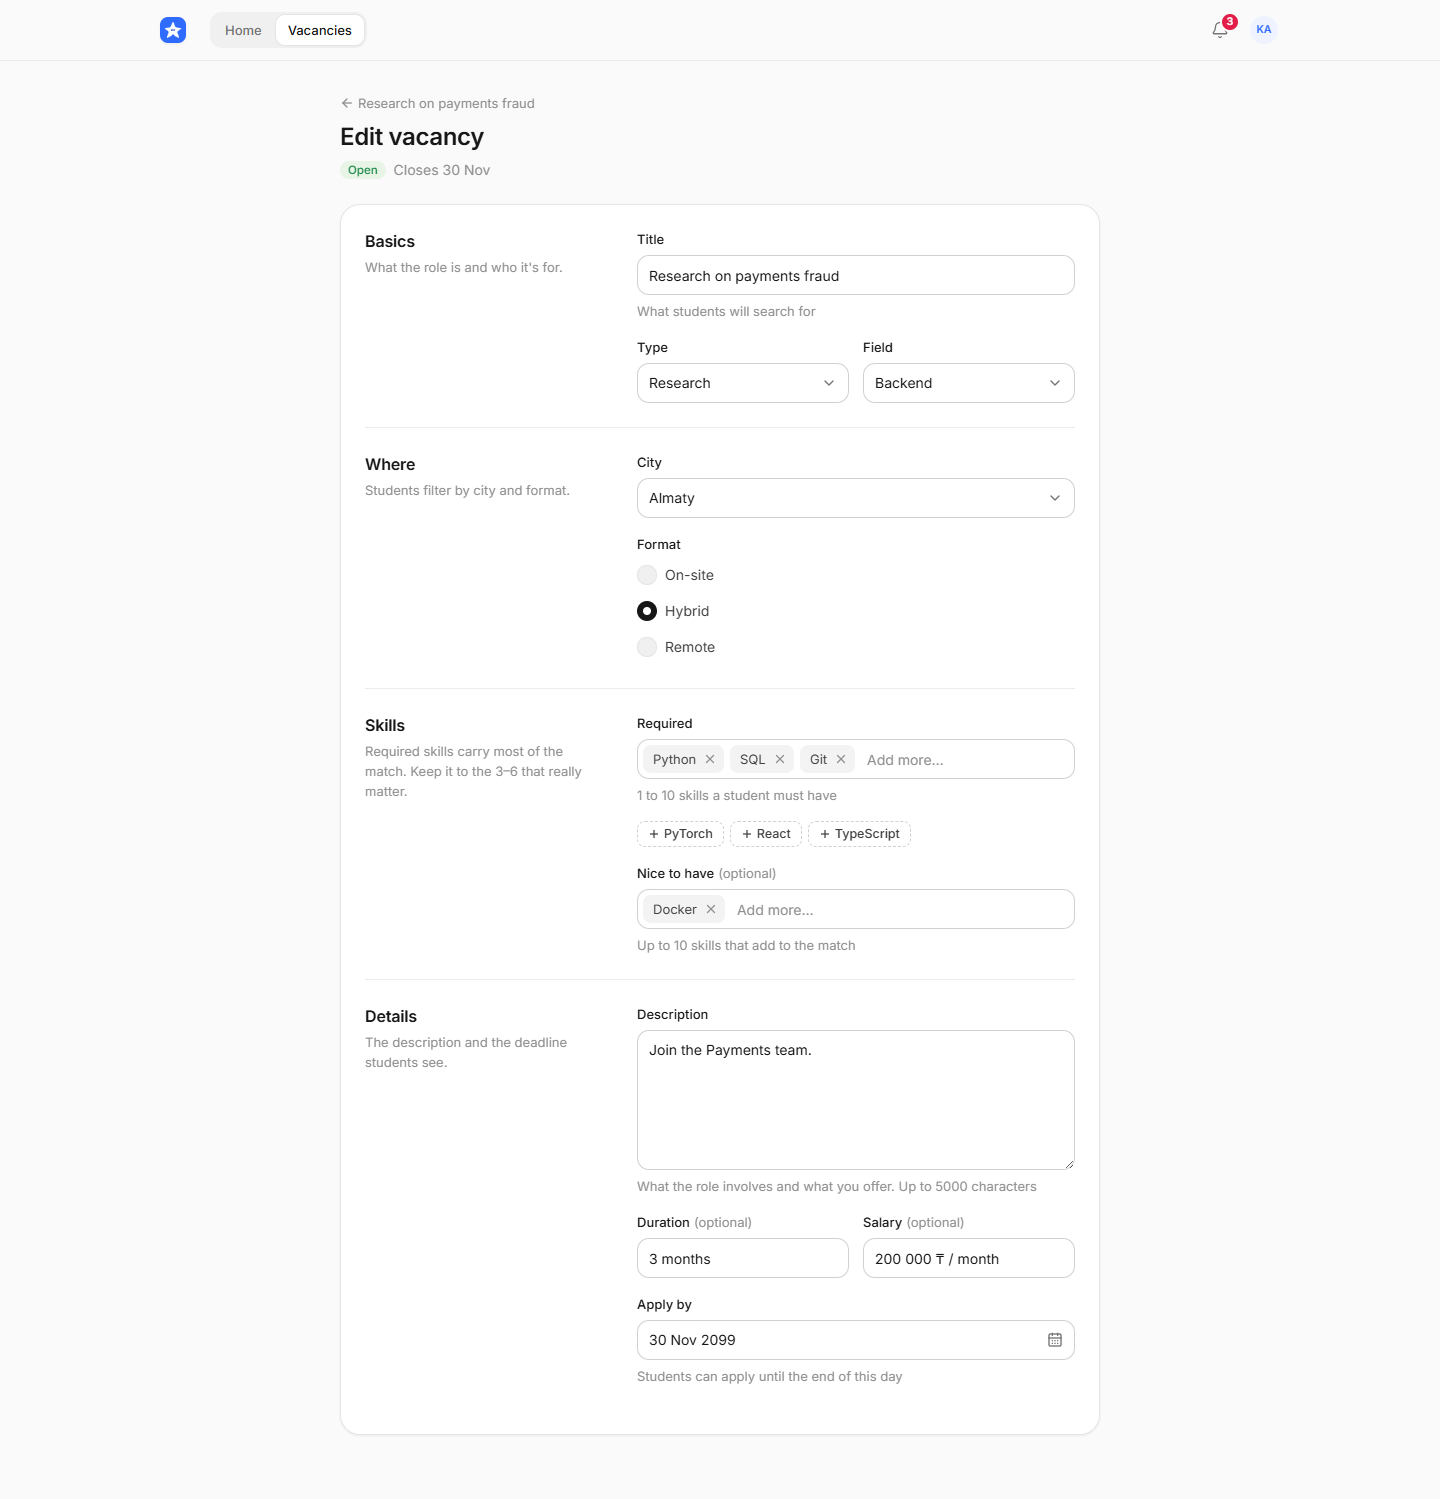 Home
Vacancies
3
KA
Research on payments fraud
Edit vacancy
Open
Closes 30 Nov
Basics
What the role is and who it's for.
Title
Research on payments fraud
What students will search for
Type
Field
Research
Backend
Where
Students filter by city and format.
City
Almaty
Format
On-site
Hybrid
Remote
Skills
Required skills carry most of the
match. Keep it to the 3–6 that really
matter.
Required
Python
SQL
Git
Add more...
1 to 10 skills a student must have
+ PyTorch
+ React
+ TypeScript
Nice to have (optional)
Docker
Add more...
Up to 10 skills that add to the match
Details
The description and the deadline
students see.
Description
Join the Payments team.
What the role involves and what you offer. Up to 5000 characters
Duration (optional)
Salary (optional)
3 months
200 000 ₸ / month
Apply by
30 Nov 2099
Students can apply until the end of this day